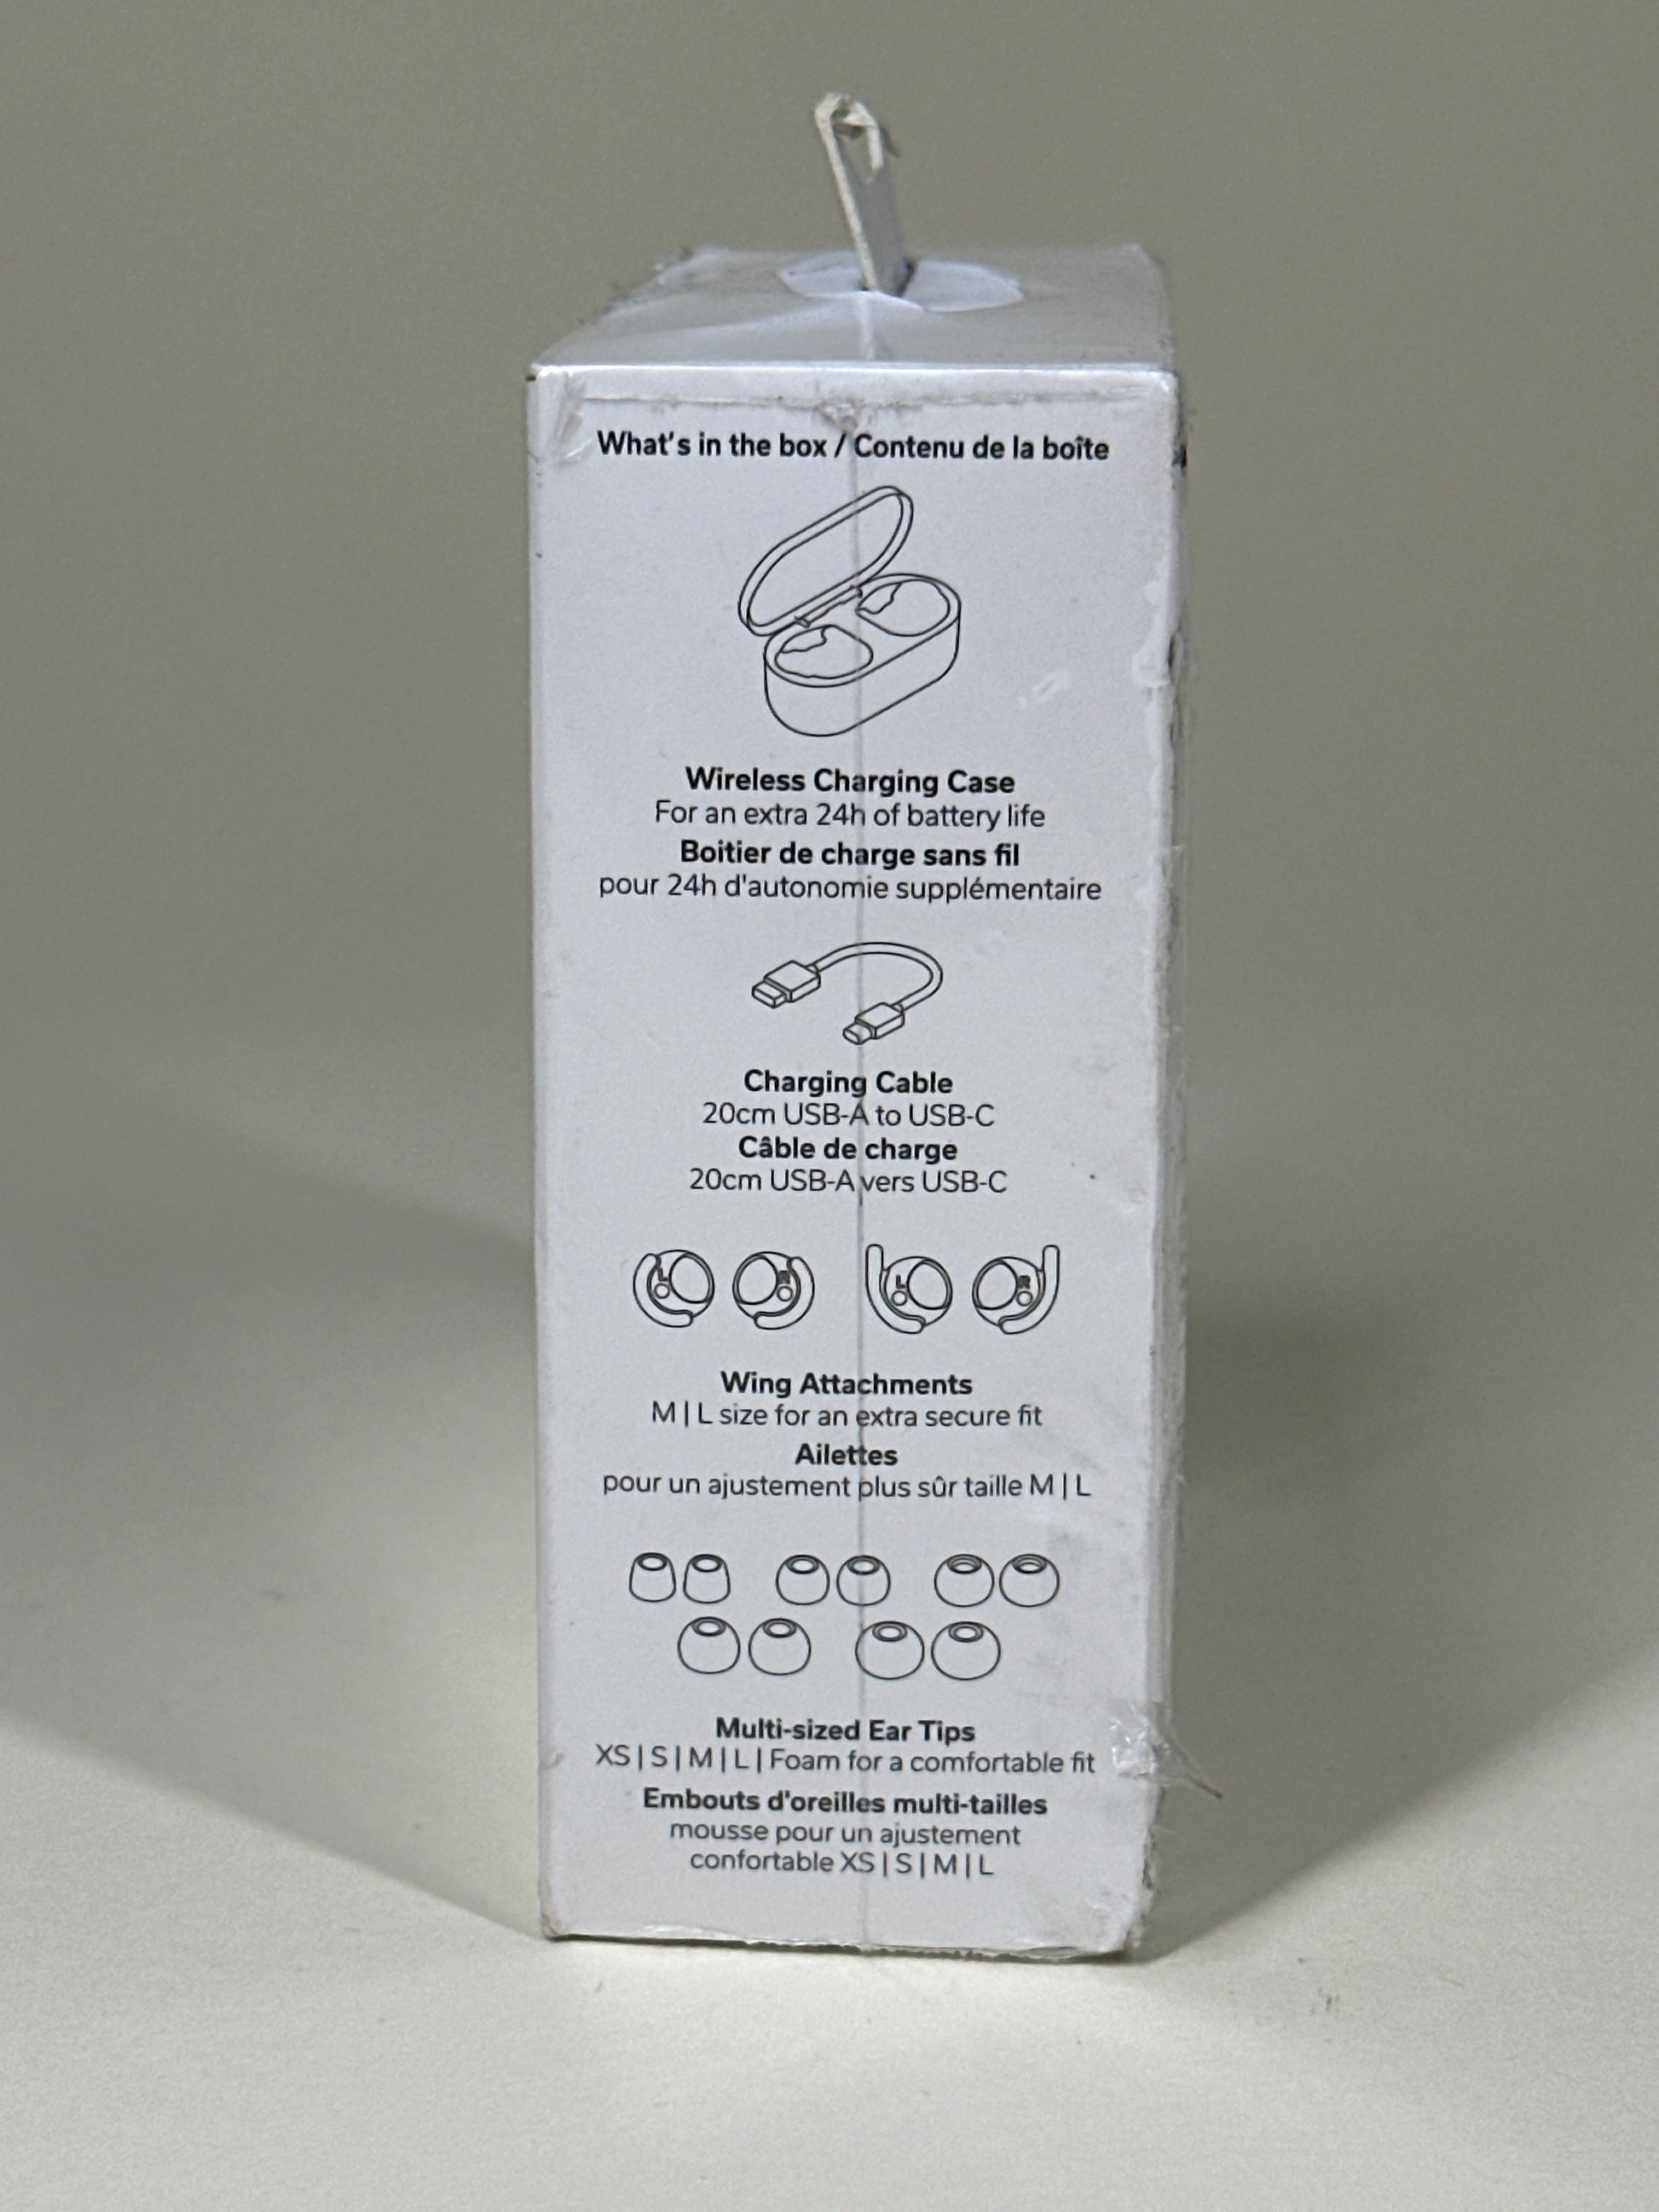 What's in the box / Contenu de la boîte
Wireless Charging Case
For an extra 24h of battery life
Boitier de charge sans fil
pour 24h d'autonomie supplémentaire
Charging Cable
20cm USB-A to USB-C
Câble de charge
20cm USB-A vers USB-C
L R L R
Wing Attachments
M | L size for an extra secure fit
Ailettes
pour un ajustement plus sûr taille M | L
Multi-sized Ear Tips
XS | S | M | L | Foam for a comfortable fit
Embouts d'oreilles multi-tailles
mousse pour un ajustement
confortable XS | S | M | L